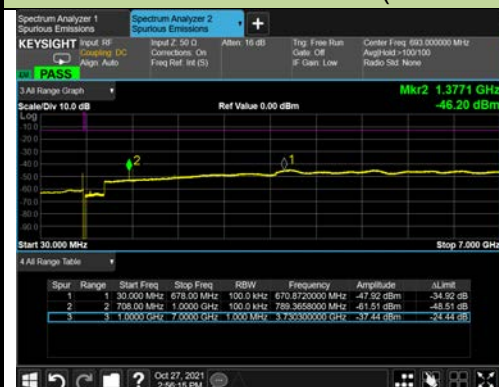 (
Spectrum Analyzer 1
Spurious Emissions
Spectrum Analyzer 2
Spurious Emissions
+
KEYSIGHT
Input: RF
Coupling: DC
Align: Auto
Input Z: 50 Ω
Corrections: On
Freq Ref: Int (S)
Atten: 16 dB
Trig: Free Run
Gate: Off
IF Gain: Low
Center Freq: 693.000000 MHz
Avg|Hold:>100/100
Radio Std: None
PASS
3 All Range Graph
Mkr2 1.3771 GHz
Scale/Div 10.0 dB
Ref Value 0.00 dBm
-46.20 dBm
Log
-10.0
-20.0
-30.0
-40.0
-50.0
-60.0
-70.0
-80.0
-90.0
2
1
Start 30.000 MHz
Stop 7.000 GHz
4 All Range Table
Spur Range Start Freq Stop Freq RBW Frequency Amplitude ΔLimit
1 1 30.000 MHz 678.00 MHz 100.0 kHz 670.8720000 MHz -47.92 dBm -34.92 dB
2 2 708.00 MHz 1.0000 GHz 100.0 kHz 789.3658000 MHz -61.51 dBm -48.51 dB
3 3 1.0000 GHz 7.0000 GHz 1.000 MHz 3.730300000 GHz -37.44 dBm -24.44 dB
?
Oct 27, 2021
2:56:15 PM